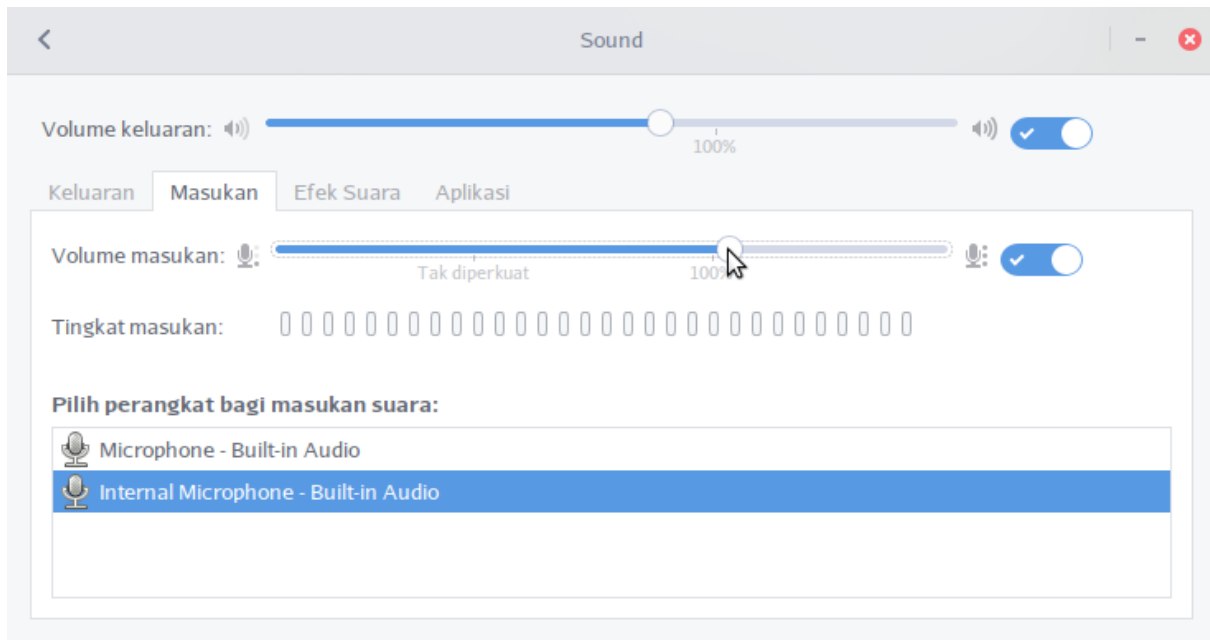 Sound
Volume keluaran:
100%
Keluaran Masukan Efek Suara Aplikasi
Volume masukan:
Tak diperkuat 100%
Tingkat masukan:
Pilih perangkat bagi masukan suara:
Microphone - Built-in Audio
Internal Microphone - Built-in Audio